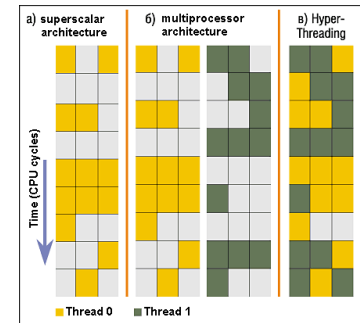 а) superscalar
architecture
б) multiprocessor
architecture
в) Hyper-
Threading
Time (CPU cycles)
Thread 0
Thread 1